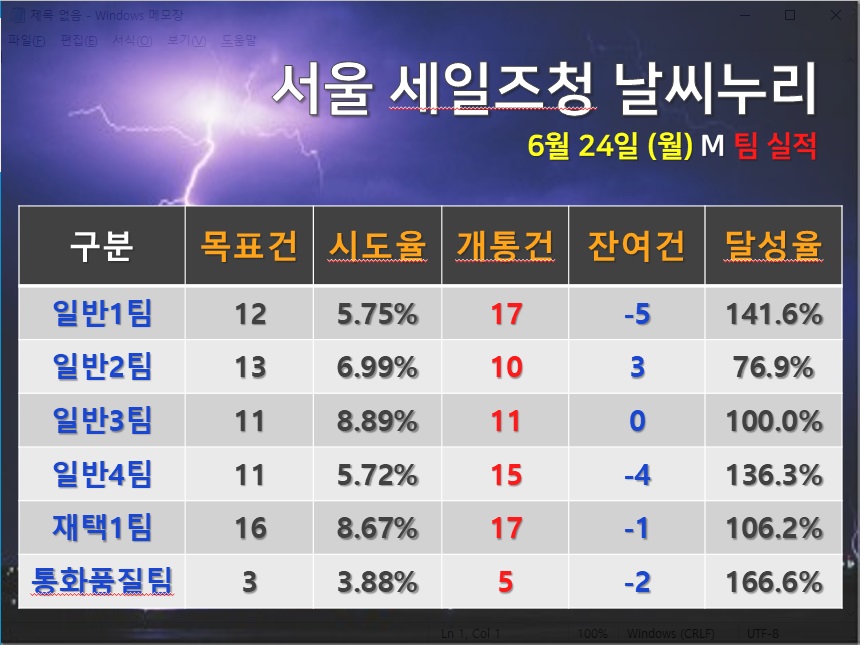 제목 없음 - Windows 메모장
파일(F) 편집(E) 서식(O) 보기(V) 도움말
서울 세일즈청 날씨누리
6월 24일 (월) M 팀 실적
구분 목표건 시도율 개통건 잔여건 달성율
일반1팀 12 5.75% 17 -5 141.6%
일반2팀 13 6.99% 10 3 76.9%
일반3팀 11 8.89% 11 0 100.0%
일반4팀 11 5.72% 15 -4 136.3%
재택1팀 16 8.67% 17 -1 106.2%
통화품질팀 3 3.88% 5 -2 166.6%
Ln 1, Col 1 100% Windows (CRLF) UTF-8